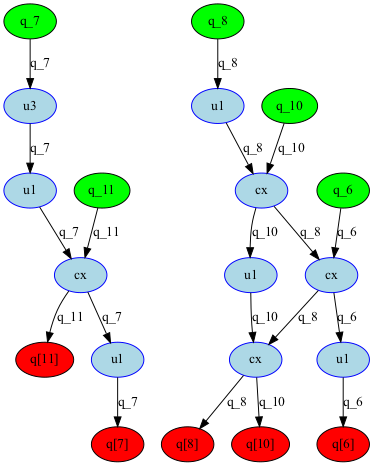 q_7 q_8
q_7 q_8
u3 u1 q_10
q_7 q_8 q_10
u1 q_11 cx q_6
q_7 q_11 q_10 q_8 q_6
cx u1 cx
q_11 q_7 q_10 q_8 q_6
q[11] u1 cx u1
q_7 q_8 q_10 q_6
q[7] q[8] q[10] q[6]